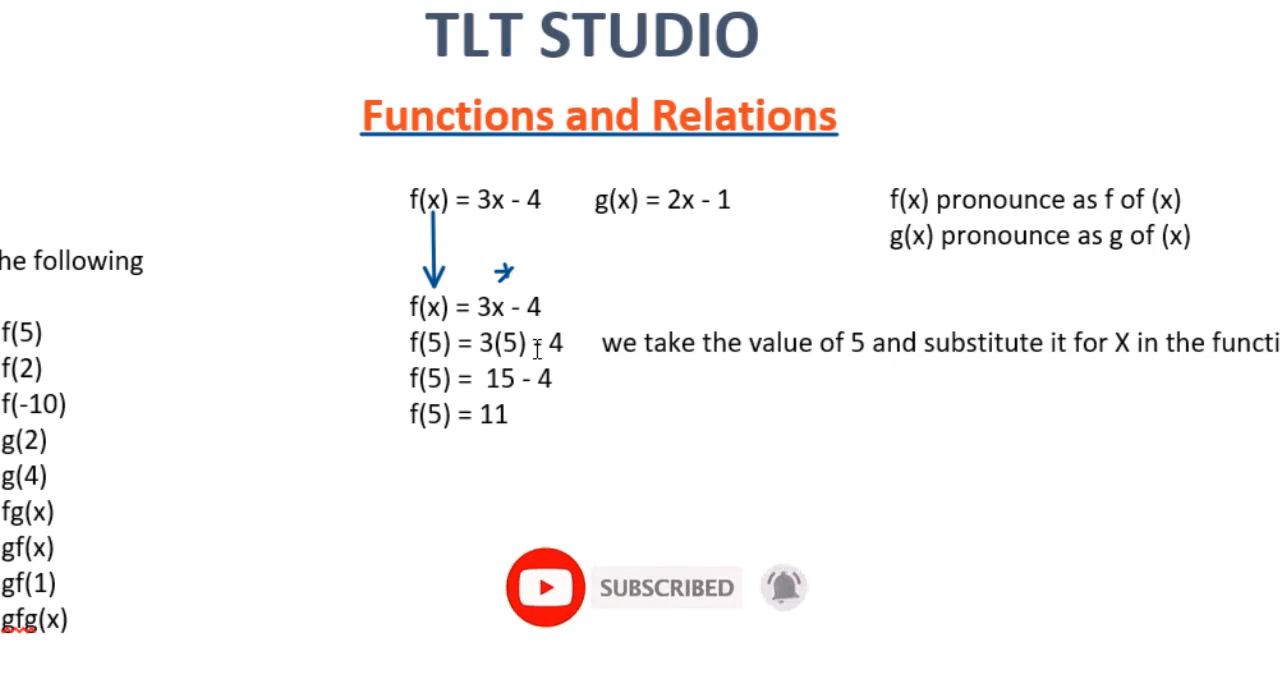 TLT STUDIO
Functions and Relations
f(x) = 3x - 4 g(x) = 2x - 1 f(x) pronounce as f of (x)
g(x) pronounce as g of (x)
he following
f(x) = 3x - 4
f(5) f(5) = 3(5) - 4 we take the value of 5 and substitute it for X in the functi
f(2) f(5) = 15 - 4
f(-10) f(5) = 11
g(2)
g(4)
fg(x)
gf(x)
gf(1)
gfg(x)
SUBSCRIBED